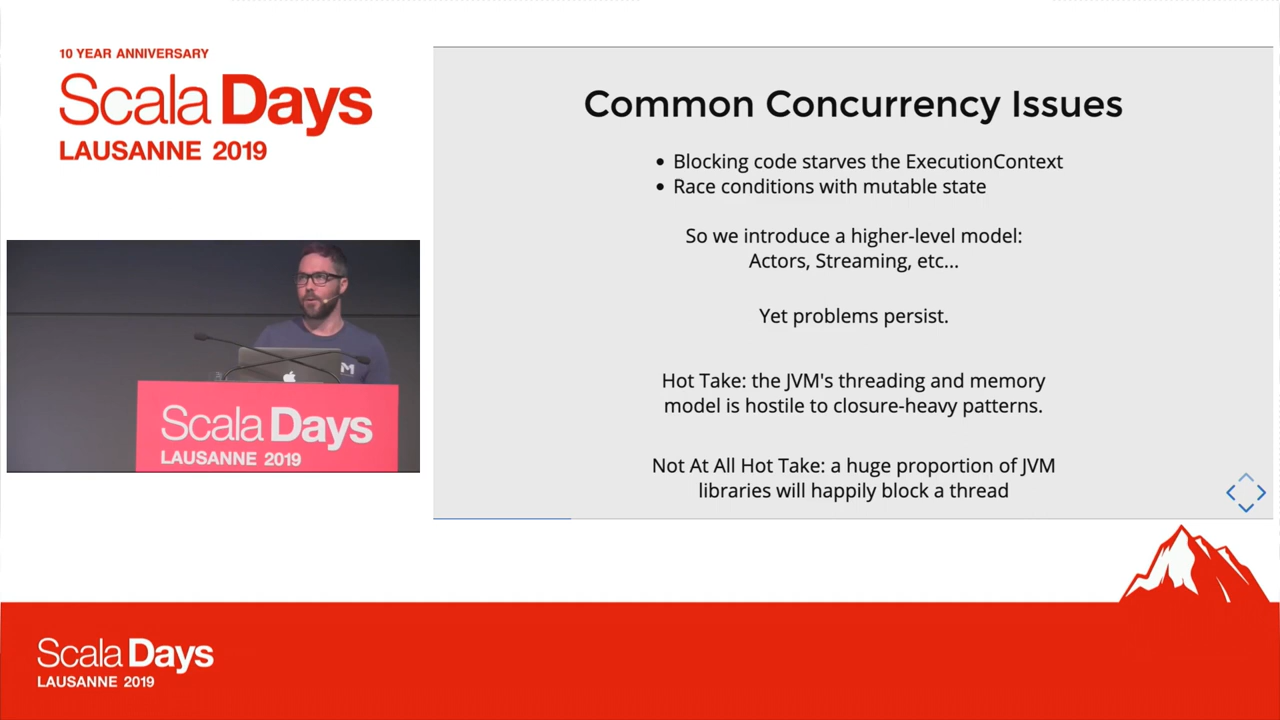 10 YEAR ANNIVERSARY
Scala Days
LAUSANNE 2019
Common Concurrency Issues
• Blocking code starves the ExecutionContext
• Race conditions with mutable state
So we introduce a higher-level model:
Actors, Streaming, etc...
Yet problems persist.
Hot Take: the JVM's threading and memory
model is hostile to closure-heavy patterns.
Not At All Hot Take: a huge proportion of JVM
libraries will happily block a thread
M
Scala Days
LAUSANNE 2019
Scala Days
LAUSANNE 2019